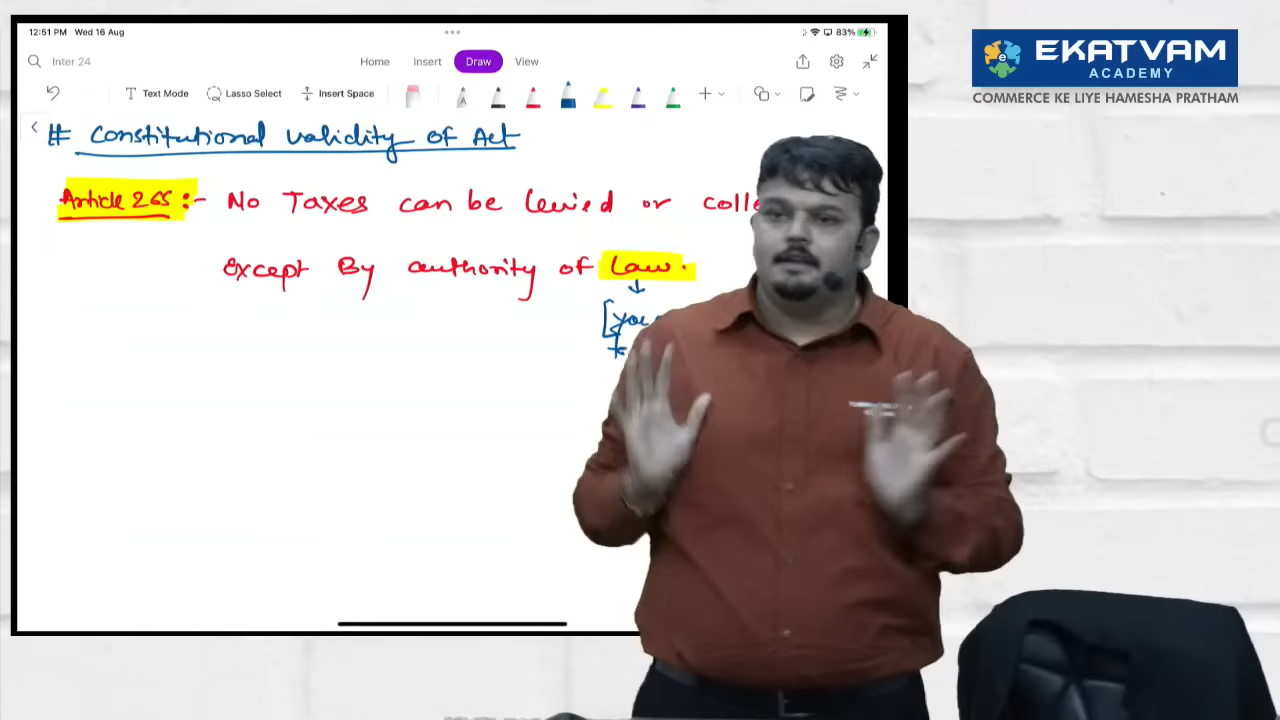 12:51 PM Wed 16 Aug
83%
Inter 24
Home Insert Draw View
Text Mode Lasso Select Insert Space
# Constitutional validity of Act
Article 265 :- No Taxes can be levied or colle
Except By authority of Law.
[you
EKATVAM
ACADEMY
COMMERCE KE LIYE HAMESHA PRATHAM